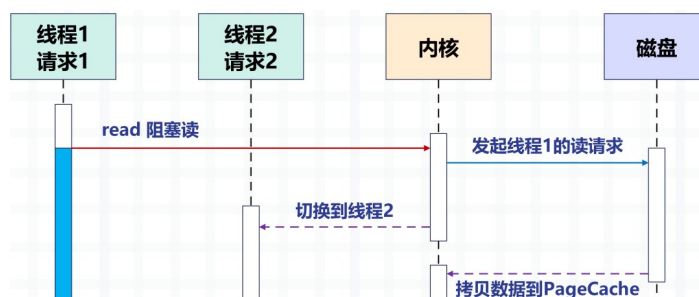 线程1
请求1
线程2
请求2
内核
磁盘
read 阻塞读
发起线程1的读请求
切换到线程2
拷贝数据到PageCache